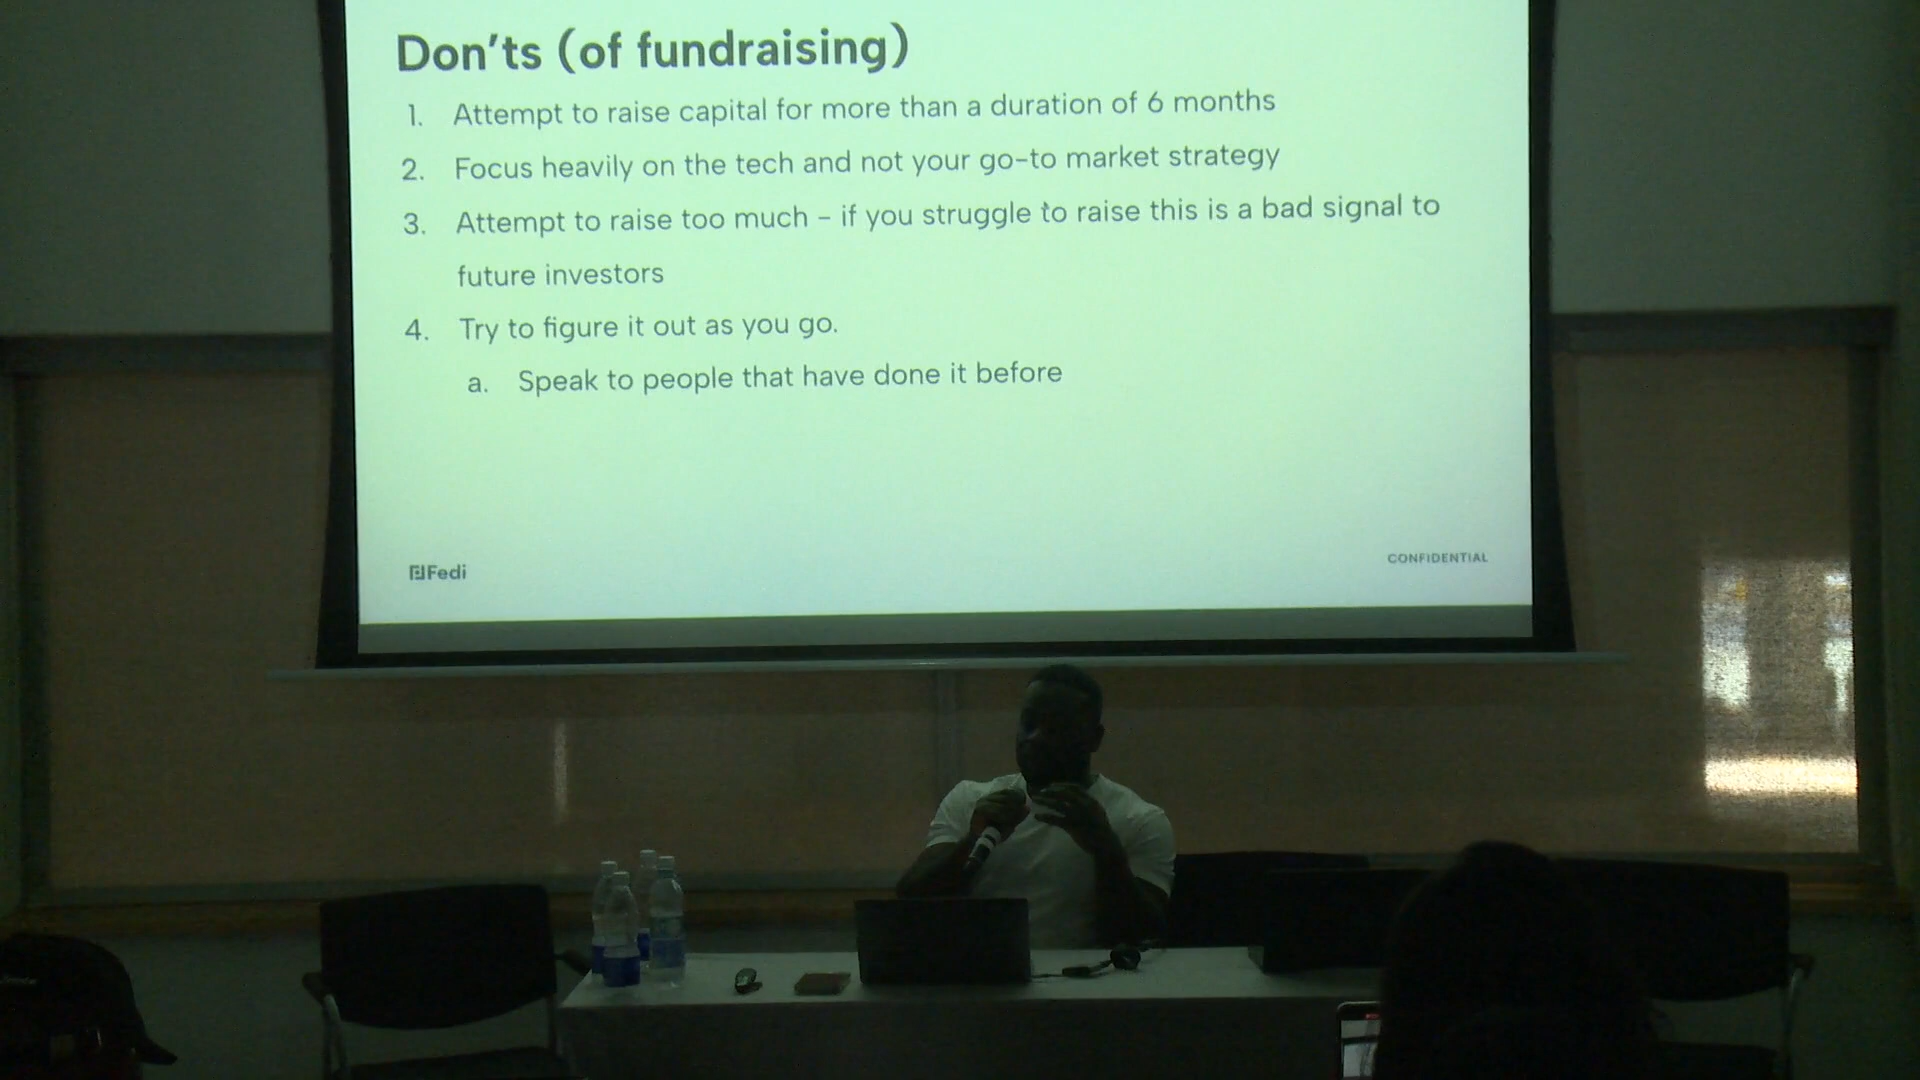 Don'ts (of fundraising)
1. Attempt to raise capital for more than a duration of 6 months
2. Focus heavily on the tech and not your go-to market strategy
3. Attempt to raise too much – if you struggle to raise this is a bad signal to
future investors
4. Try to figure it out as you go.
a. Speak to people that have done it before
Fedi
CONFIDENTIAL